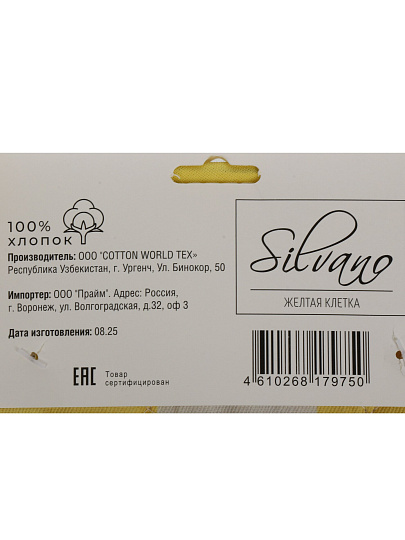 100%
ХЛОПОК
Производитель: ООО "COTTON WORLD TEX»
Республика Узбекистан, г. Ургенч, Ул. Бинокор, 50
Импортер: ООО "Прайм". Адрес: Россия,
г. Воронеж, ул. Волгоградская, д.32, оф 3
Дата изготовления: 08.25
EAC
Товар
сертифицирован
Silvano
ЖЕЛТАЯ КЛЕТКА
4 610268 179750